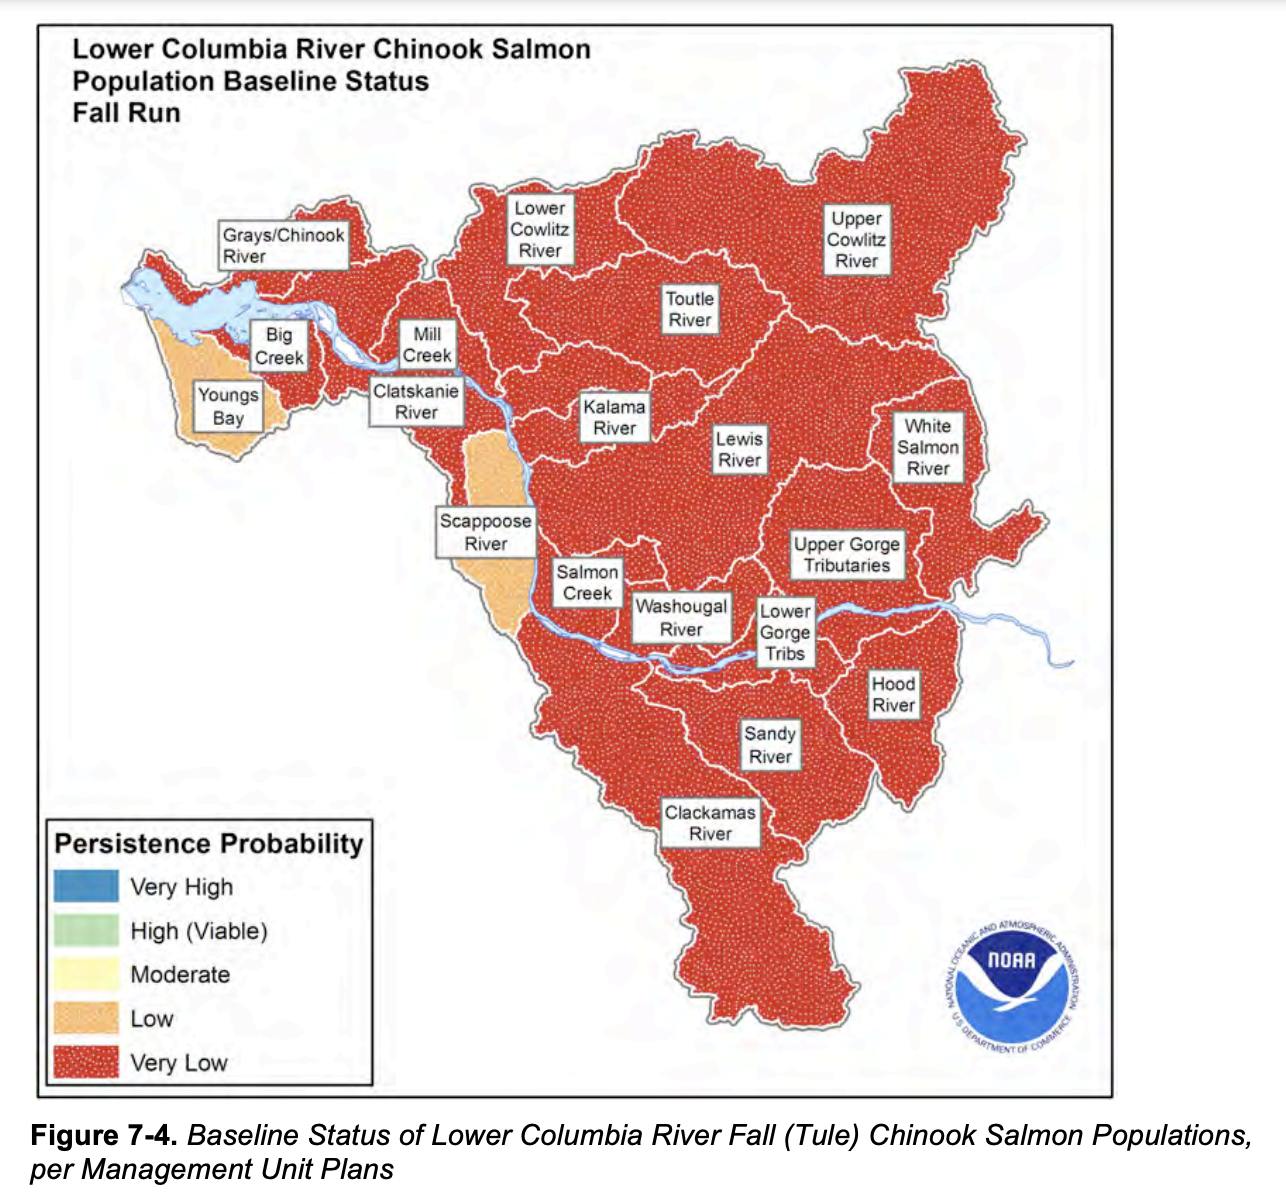 Lower Columbia River Chinook Salmon
Population Baseline Status
Fall Run
Grays/Chinook
River
Lower
Cowlitz
River
Upper
Cowlitz
River
Toutle
River
Big
Creek
Mill
Creek
Youngs
Bay
Clatskanie
River
Kalama
River
Lewis
River
White
Salmon
River
Scappoose
River
Salmon
Creek
Upper Gorge
Tributaries
Washougal
River
Lower
Gorge
Tribs
Hood
River
Sandy
River
Clackamas
River
Persistence Probability
Very High
High (Viable)
Moderate
Low
Very Low
NATIONAL OCEANIC AND ATMOSPHERIC ADMINISTRATION
NOAA
U.S. DEPARTMENT OF COMMERCE
Figure 7-4. Baseline Status of Lower Columbia River Fall (Tule) Chinook Salmon Populations,
per Management Unit Plans